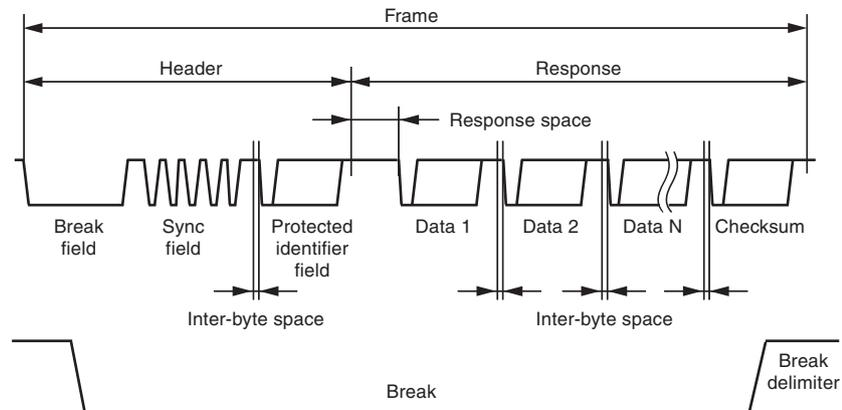 Frame
Header
Response
Response space
Break
field
Sync
field
Protected
identifier
field
Data 1
Data 2
Data N
Checksum
Inter-byte space
Inter-byte space
Break
Break
delimiter